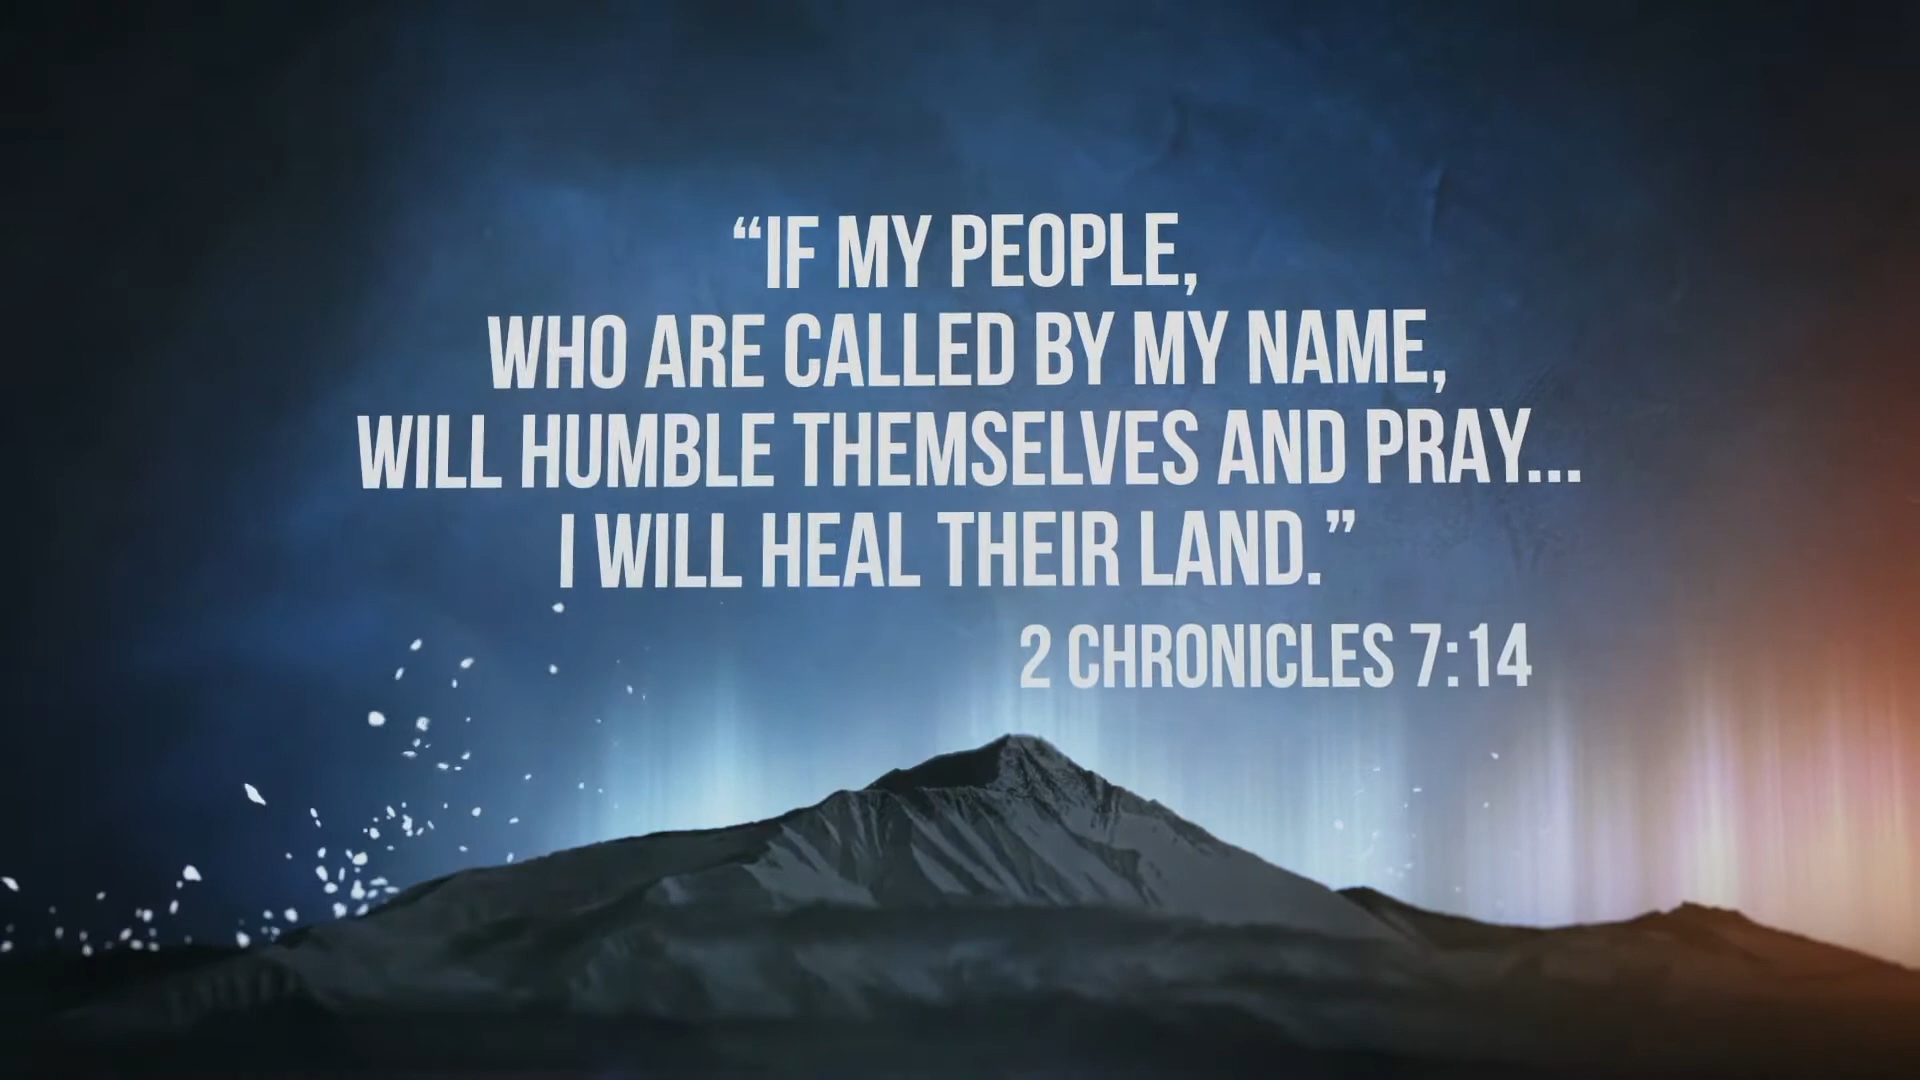 “IF MY PEOPLE,
WHO ARE CALLED BY MY NAME,
WILL HUMBLE THEMSELVES AND PRAY...
I WILL HEAL THEIR LAND.”
2 CHRONICLES 7:14